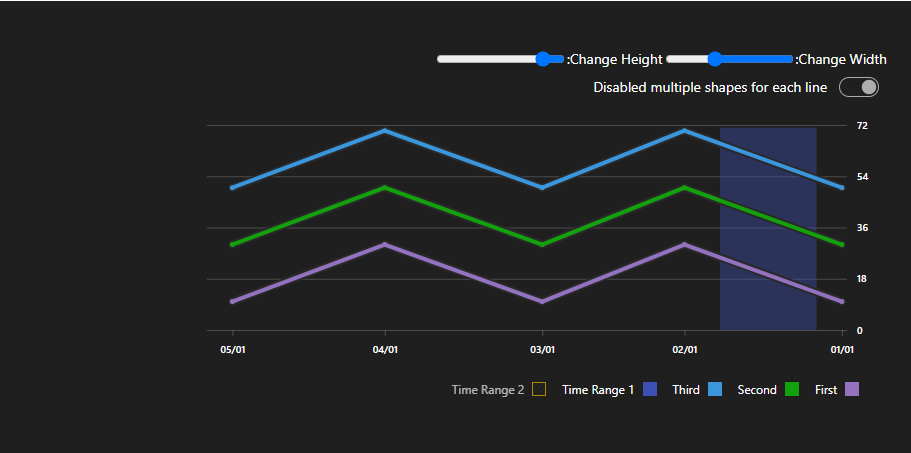 :Change Height :Change Width
Disabled multiple shapes for each line
72
54
36
18
0
05/01 04/01 03/01 02/01 01/01
Time Range 2 Time Range 1 Third Second First